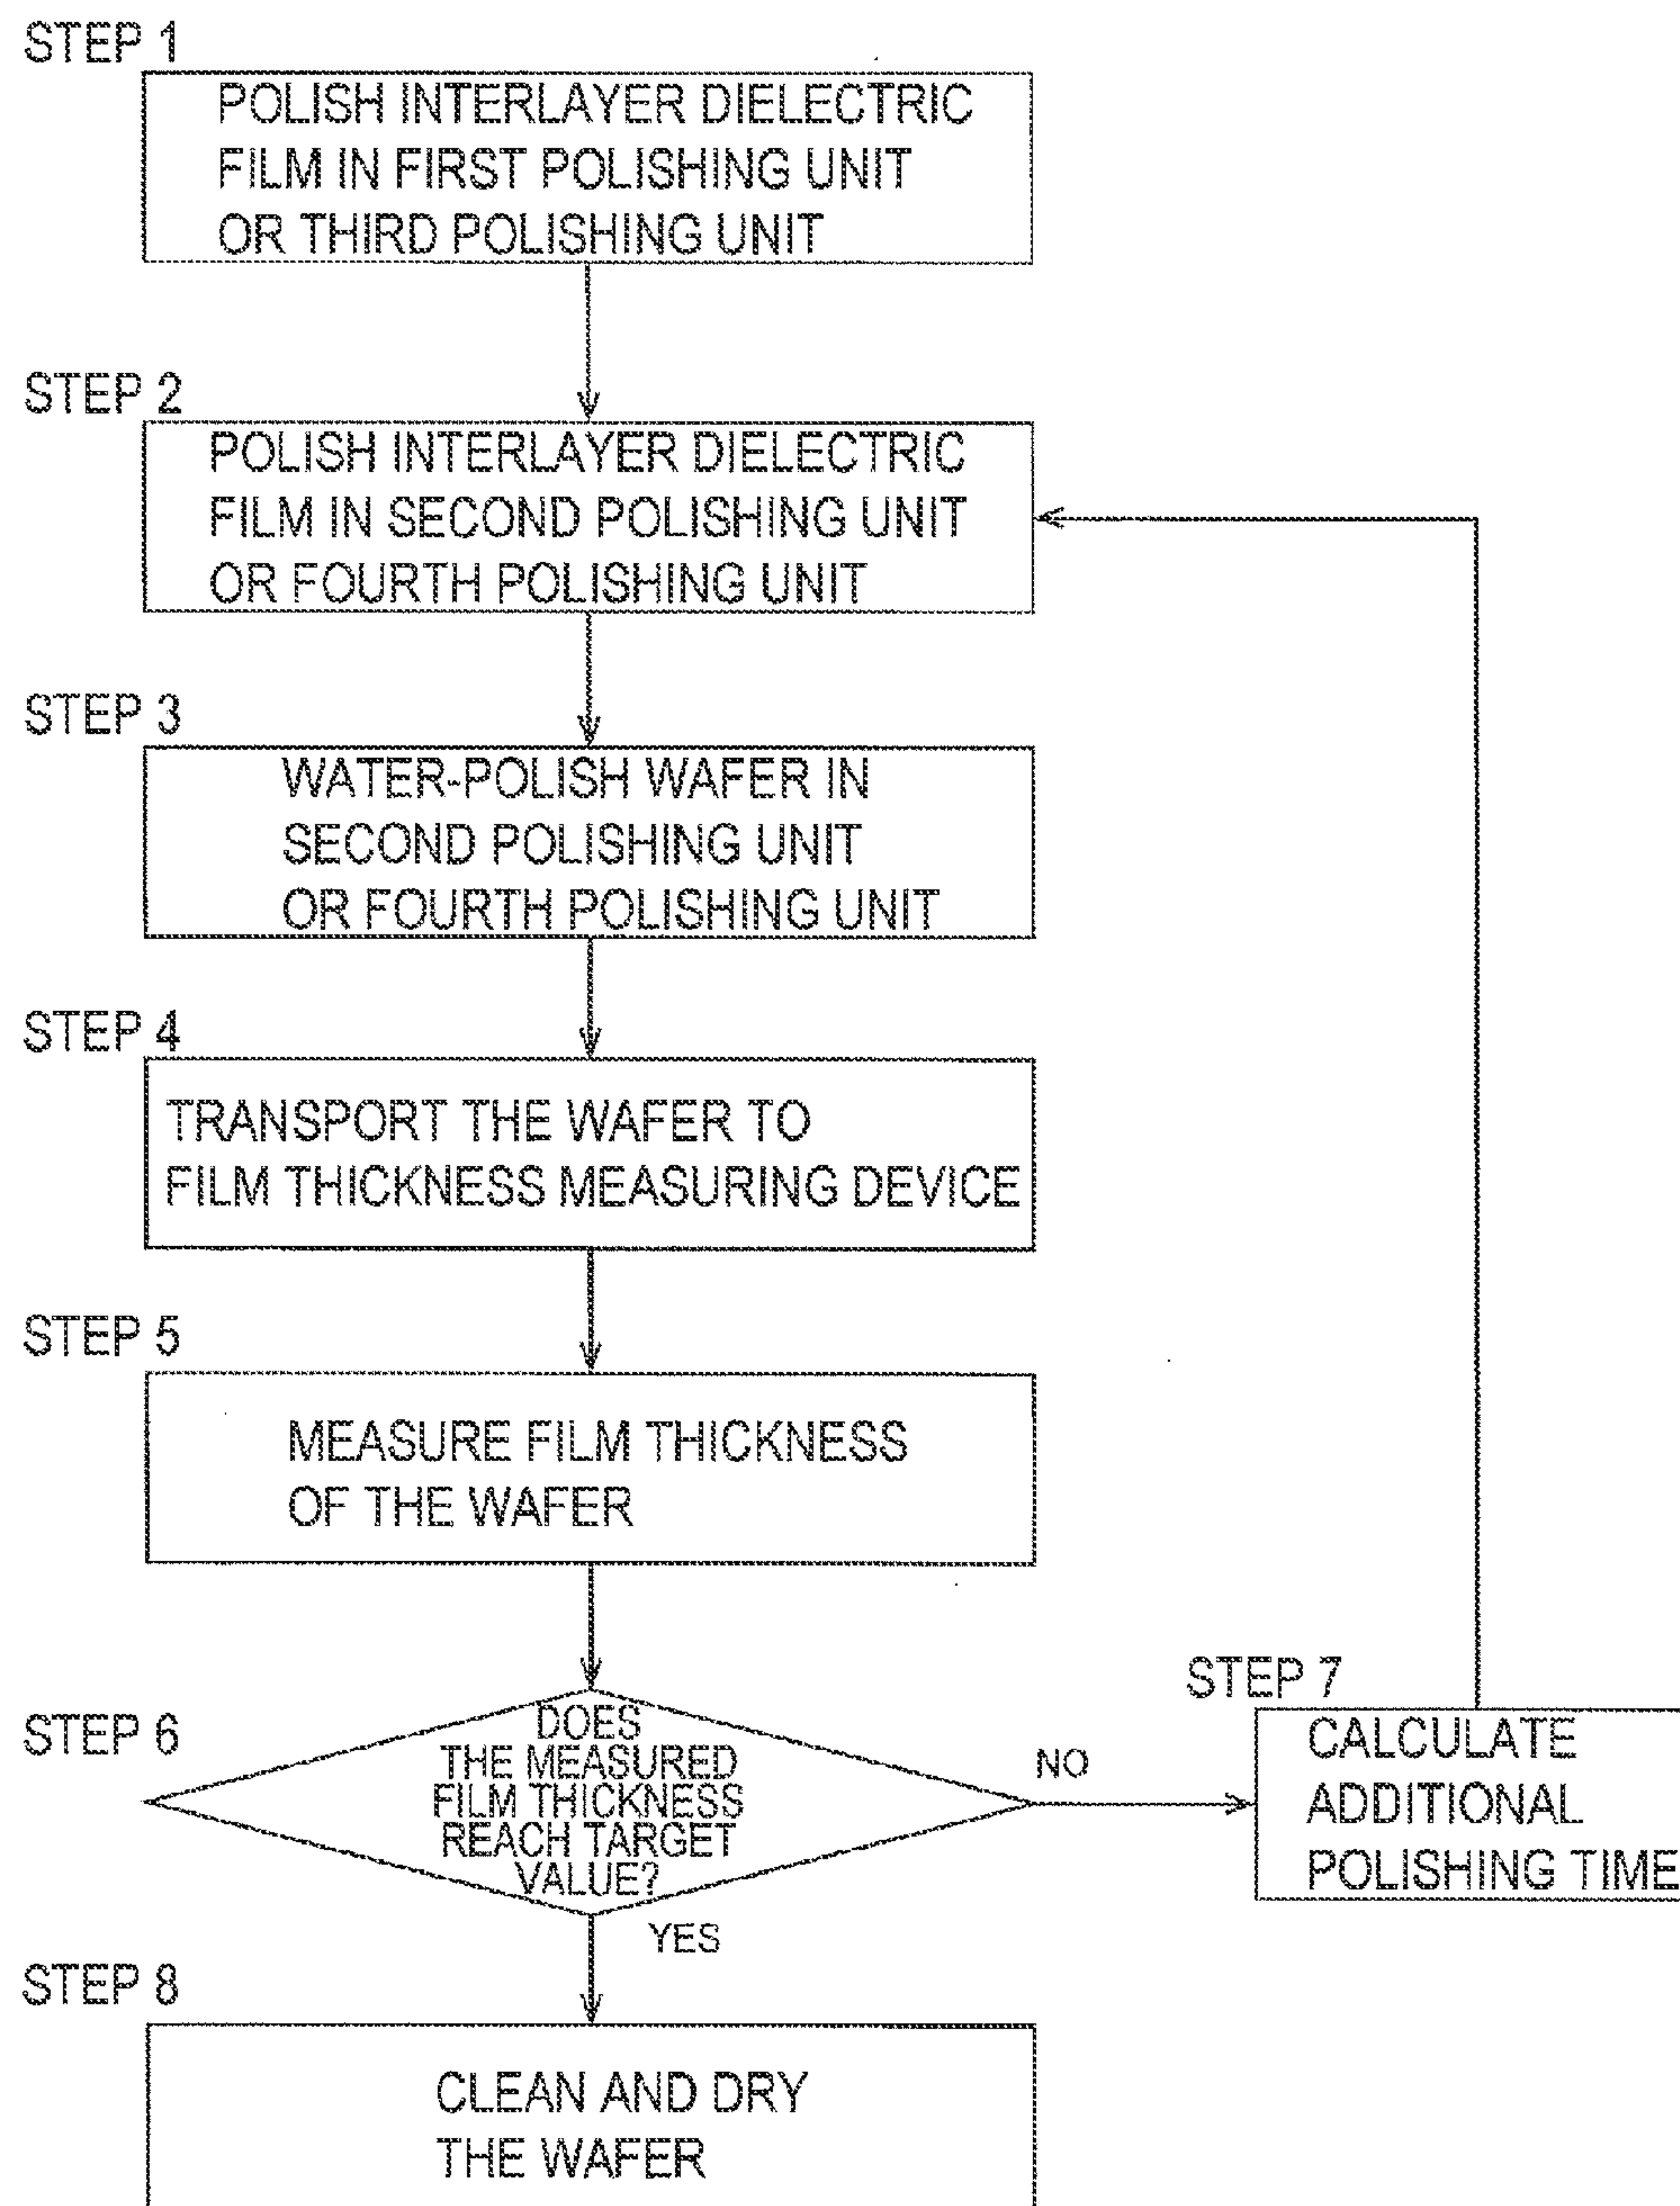 STEP 1
POLISH INTERLAYER DIELECTRIC
FILM IN FIRST POLISHING UNIT
OR THIRD POLISHING UNIT
STEP 2
POLISH INTERLAYER DIELECTRIC
FILM IN SECOND POLISHING UNIT
OR FOURTH POLISHING UNIT
STEP 3
WATER-POLISH WAFER IN
SECOND POLISHING UNIT
OR FOURTH POLISHING UNIT
STEP 4
TRANSPORT THE WAFER TO
FILM THICKNESS MEASURING DEVICE
STEP 5
MEASURE FILM THICKNESS
OF THE WAFER
STEP 6
DOES
THE MEASURED
FILM THICKNESS
REACH TARGET
VALUE?
NO
STEP 7
CALCULATE
ADDITIONAL
POLISHING TIME
YES
STEP 8
CLEAN AND DRY
THE WAFER